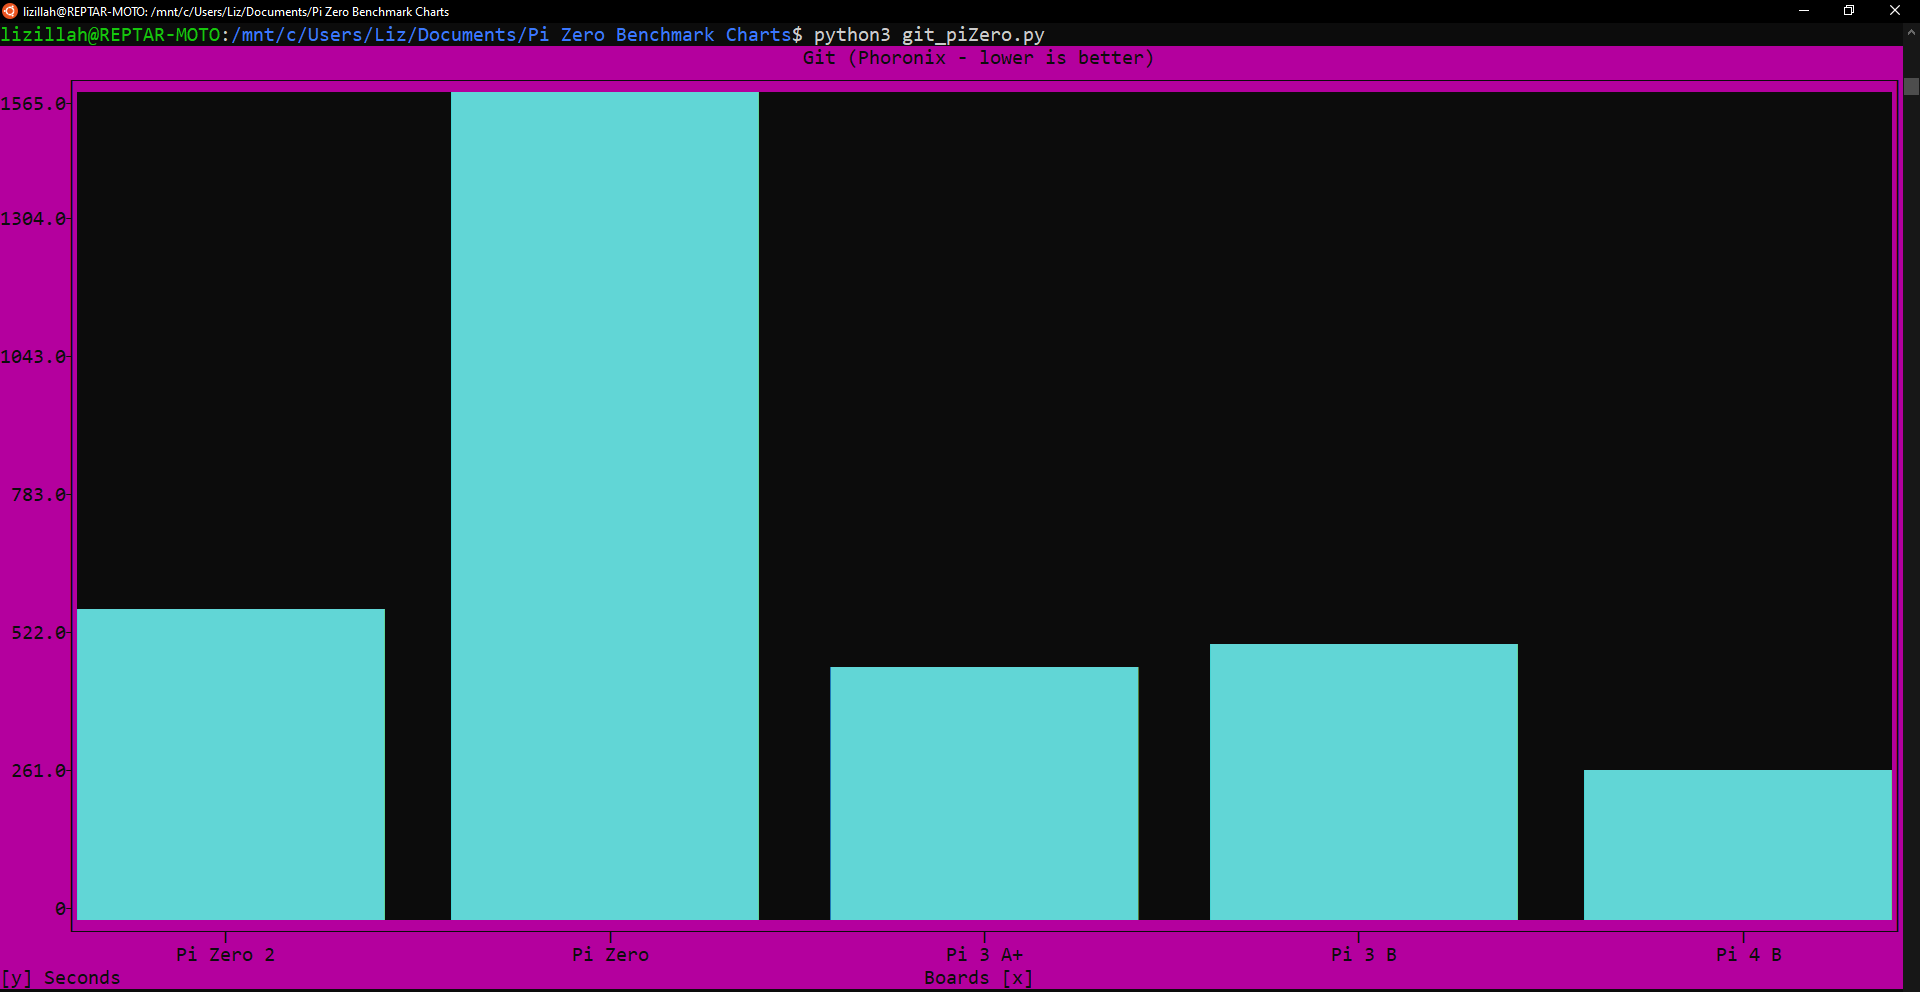 lizillah@REPTAR-MOTO: /mnt/c/Users/Liz/Documents/Pi Zero Benchmark Charts
lizillah@REPTAR-MOTO:/mnt/c/Users/Liz/Documents/Pi Zero Benchmark Charts$ python3 git_piZero.py
Git (Phoronix - lower is better)
1565.0
1304.0
1043.0
783.0
522.0
261.0
0
Pi Zero 2 Pi Zero Pi 3 A+ Pi 3 B Pi 4 B
[y] Seconds Boards [x]